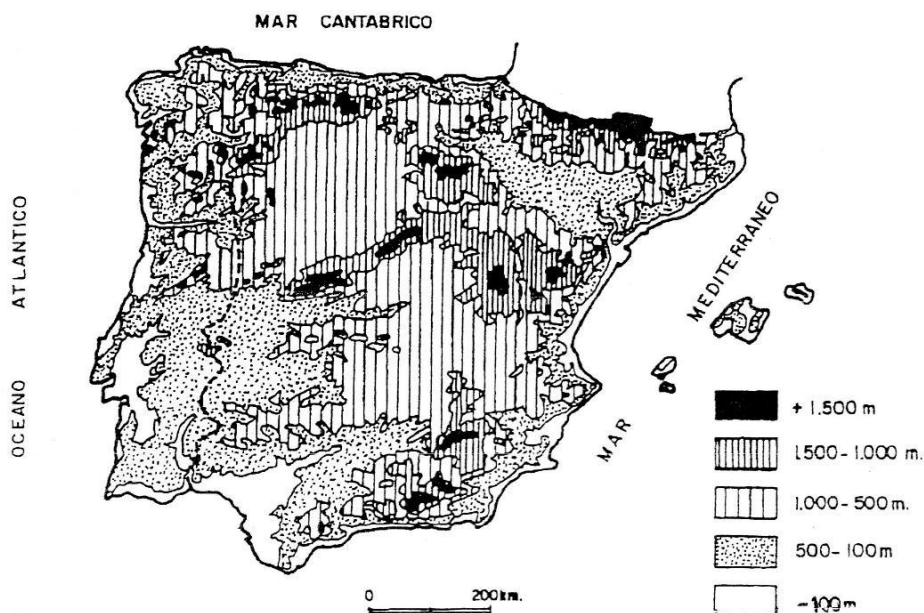 MAR CANTABRICO
OCEANO ATLANTICO
MAR MEDITERRANEO
+ 1.500 m
1.500-1.000 m.
1.000-500 m.
500-100 m
-100 m
0 200 km.